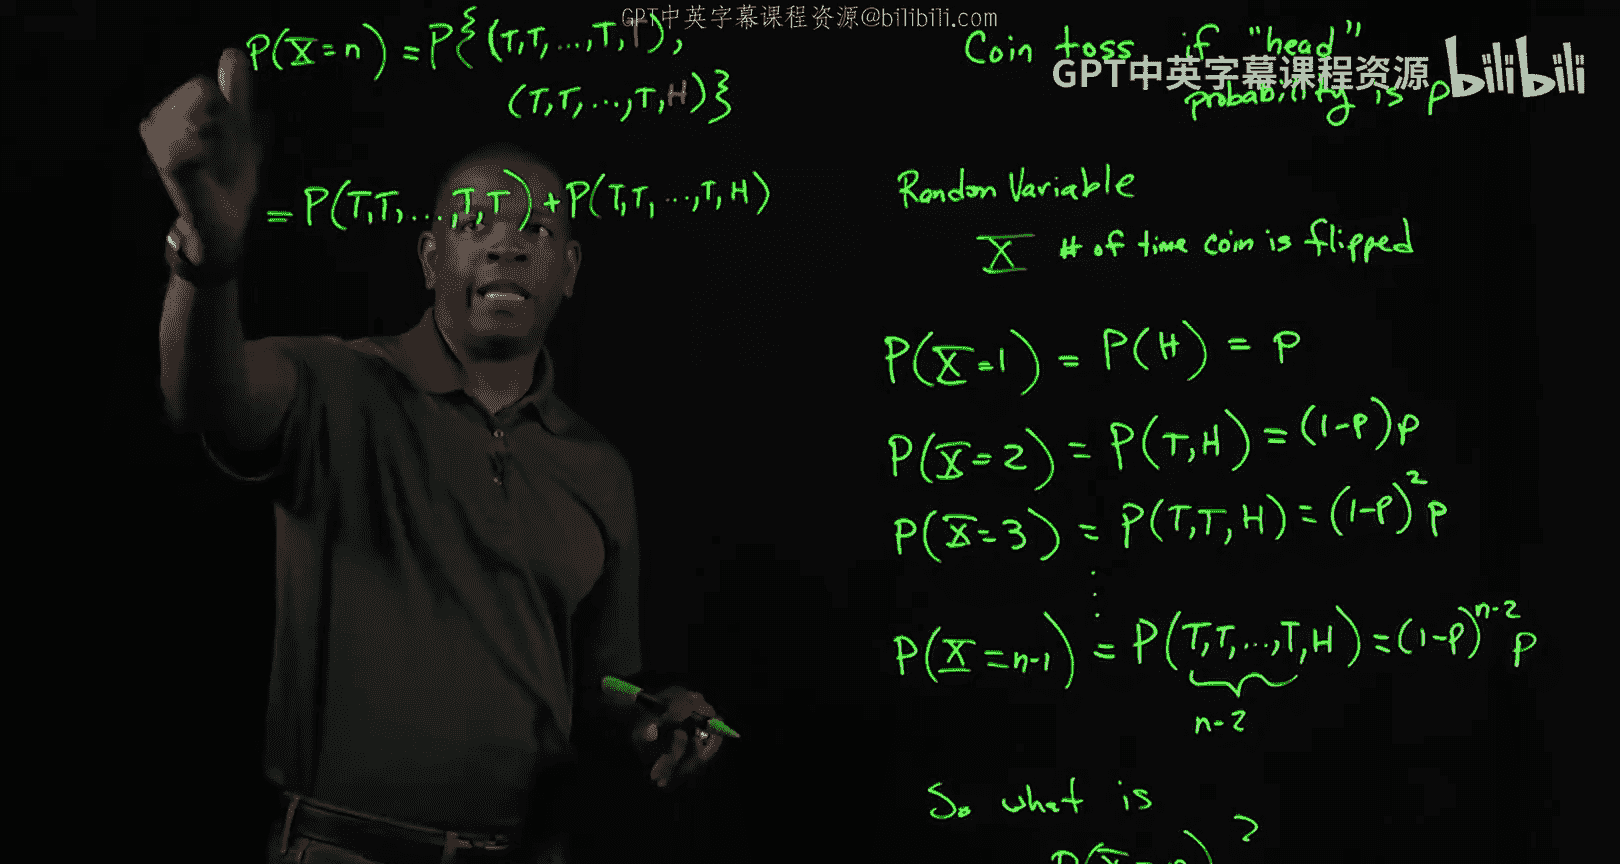 GPT中英字幕课程资源@bilibili.com
P(X=n) = P{(T,T,...,T,T),
(T,T,...,T,H)}
= P(T,T,...,T,T) + P(T,T,...,T,H)
Coin toss if "head"
probability is p
GPT中英字幕课程资源 bilibili
Random Variable
X # of time coin is flipped
P(X=1) = P(H) = p
P(X=2) = P(T,H) = (1-p)p
P(X=3) = P(T,T,H) = (1-p)² p
⋮
P(X=n-1) = P(T,T,...,T,H) = (1-p)ⁿ⁻² p
n-2
So what is
P(X=n) ?